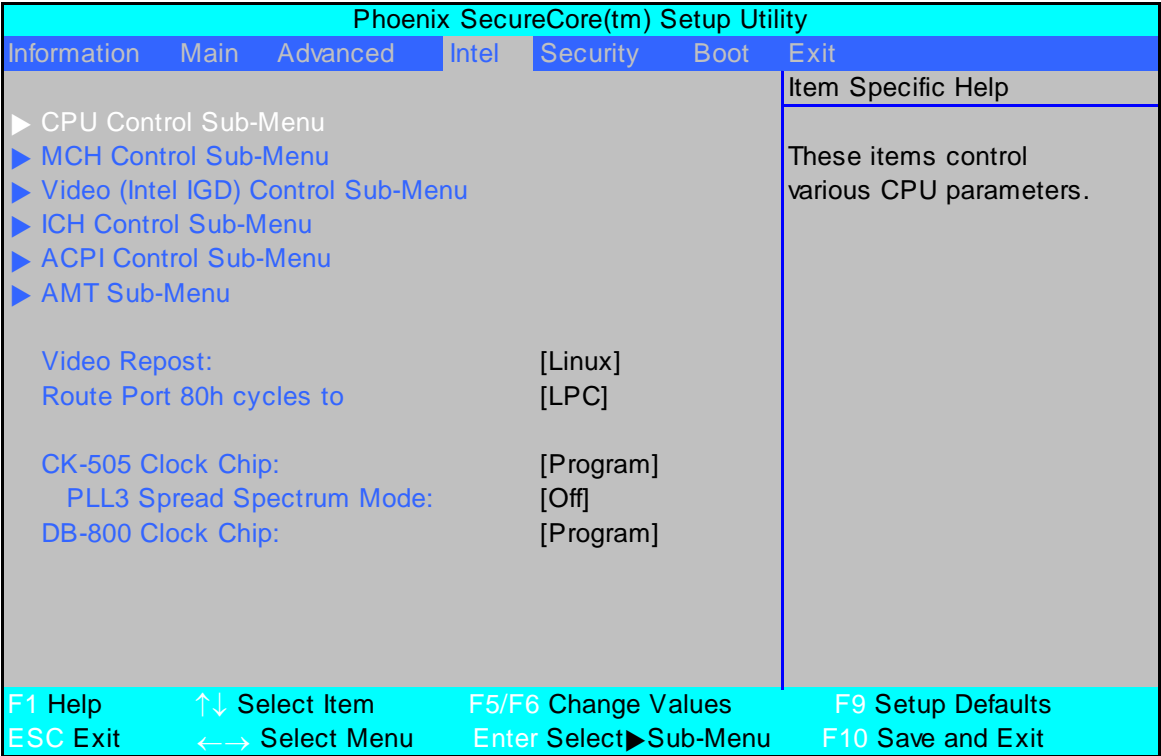 Phoenix SecureCore(tm) Setup Utility
Information Main Advanced Intel Security Boot Exit
Item Specific Help
These items control
various CPU parameters.
▶ CPU Control Sub-Menu
▶ MCH Control Sub-Menu
▶ Video (Intel IGD) Control Sub-Menu
▶ ICH Control Sub-Menu
▶ ACPI Control Sub-Menu
▶ AMT Sub-Menu
Video Repost: [Linux]
Route Port 80h cycles to [LPC]
CK-505 Clock Chip: [Program]
PLL3 Spread Spectrum Mode: [Off]
DB-800 Clock Chip: [Program]
F1 Help ↑↓ Select Item F5/F6 Change Values F9 Setup Defaults
ESC Exit ←→ Select Menu Enter Select▶Sub-Menu F10 Save and Exit